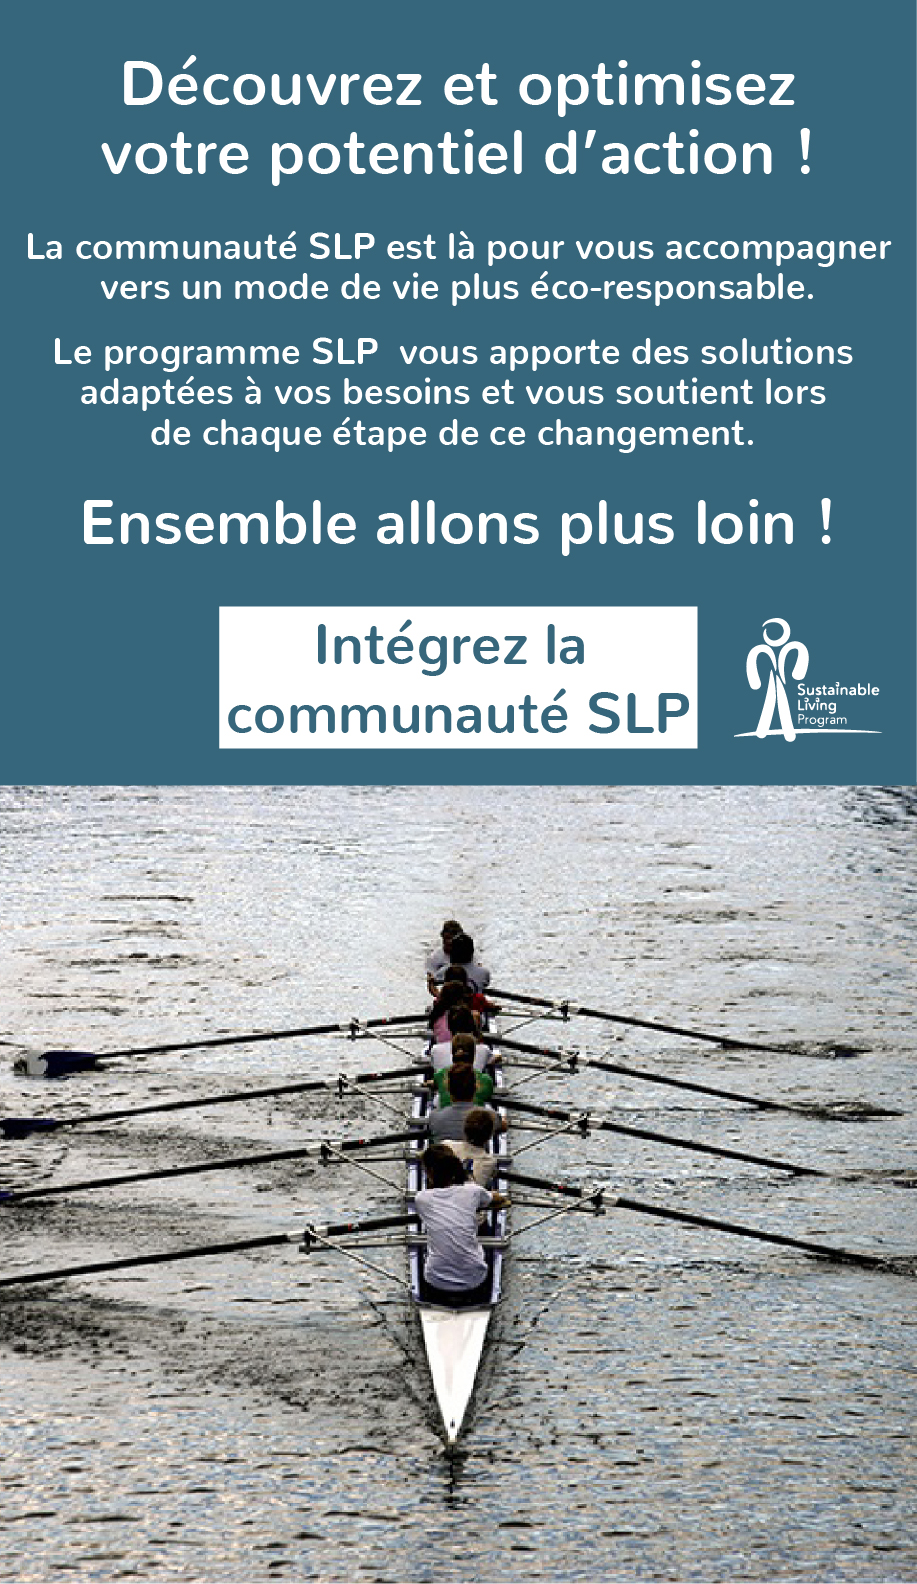 Découvrez et optimisez
votre potentiel d’action !
La communauté SLP est là pour vous accompagner
vers un mode de vie plus éco-responsable.
Le programme SLP vous apporte des solutions
adaptées à vos besoins et vous soutient lors
de chaque étape de ce changement.
Ensemble allons plus loin !
Intégrez la
communauté SLP
Sustainable
Living
Program